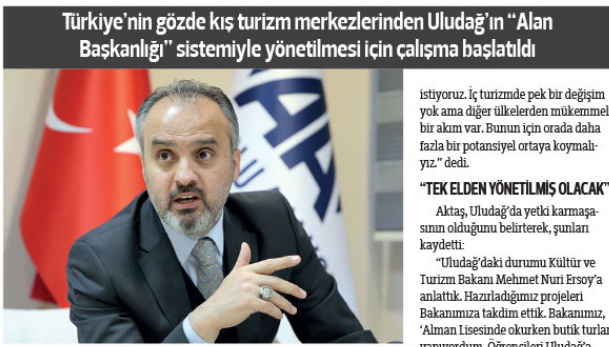 Türkiye’nin gözde kış turizm merkezlerinden Uludağ’ın “Alan
Başkanlığı” sistemiyle yönetilmesi için çalışma başlatıldı
istiyoruz. İç turizmde pek bir değişim
yok ama diğer ülkelerden mükemmel
bir akım var. Bunun için orada daha
fazla bir potansiyel ortaya koymalı-
yız.” dedi.
“TEK ELDEN YÖNETİLMİŞ OLACAK”
Aktaş, Uludağ’da yetki karmaşa-
sının olduğunu belirterek, şunları
kaydetti:
“Uludağ’daki durumu Kültür ve
Turizm Bakanı Mehmet Nuri Ersoy’a
anlattık. Hazırladığımız projeleri
Bakanımıza takdim ettik. Bakanımız,
‘Alman Lisesinde okurken butik turlar
yapıyordum. Öğrencileri Uludağ’a